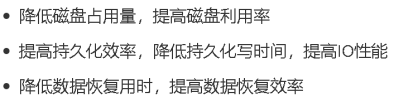 • 降低磁盘占用量，提高磁盘利用率
• 提高持久化效率，降低持久化写时间，提高IO性能
• 降低数据恢复用时，提高数据恢复效率